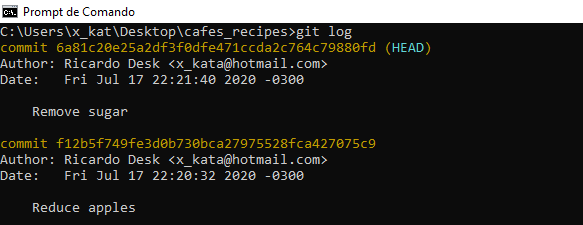 Prompt de Comando
C:\Users\x_kat\Desktop\cafes_recipes>git log
commit 6a81c20e25a2df3f0dfe471ccda2c764c79880fd (HEAD)
Author: Ricardo Desk <x_kata@hotmail.com>
Date:   Fri Jul 17 22:21:40 2020 -0300
Remove sugar
commit f12b5f749fe3d0b730bca27975528fca427075c9
Author: Ricardo Desk <x_kata@hotmail.com>
Date:   Fri Jul 17 22:20:32 2020 -0300
Reduce apples